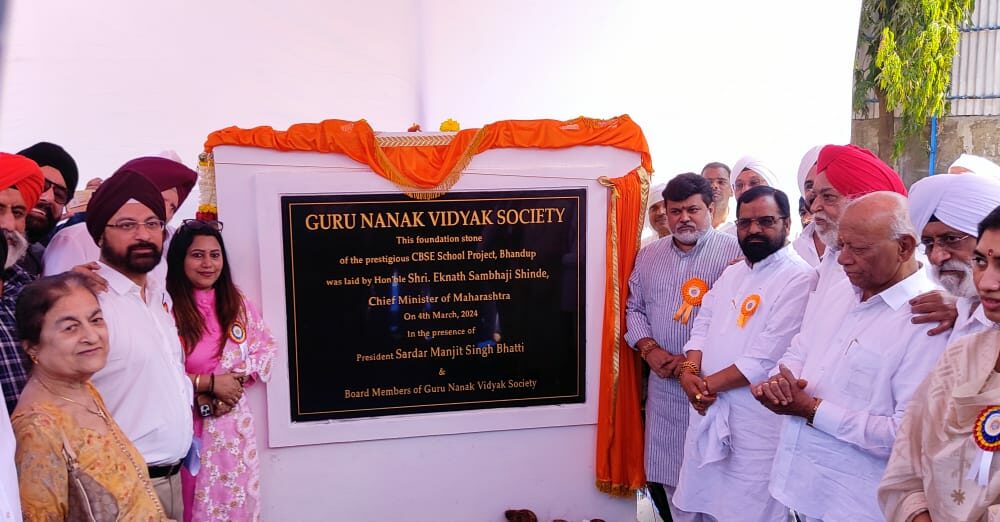 GURU NANAK VIDYAK SOCIETY
This foundation stone
of the prestigious CBSE School Project, Bhandup
was laid by Hon'ble Shri. Eknath Sambhaji Shinde,
Chief Minister of Maharashtra
On 4th March, 2024
In the presence of
President Sardar Manjit Singh Bhatti
&
Board Members of Guru Nanak Vidyak Society